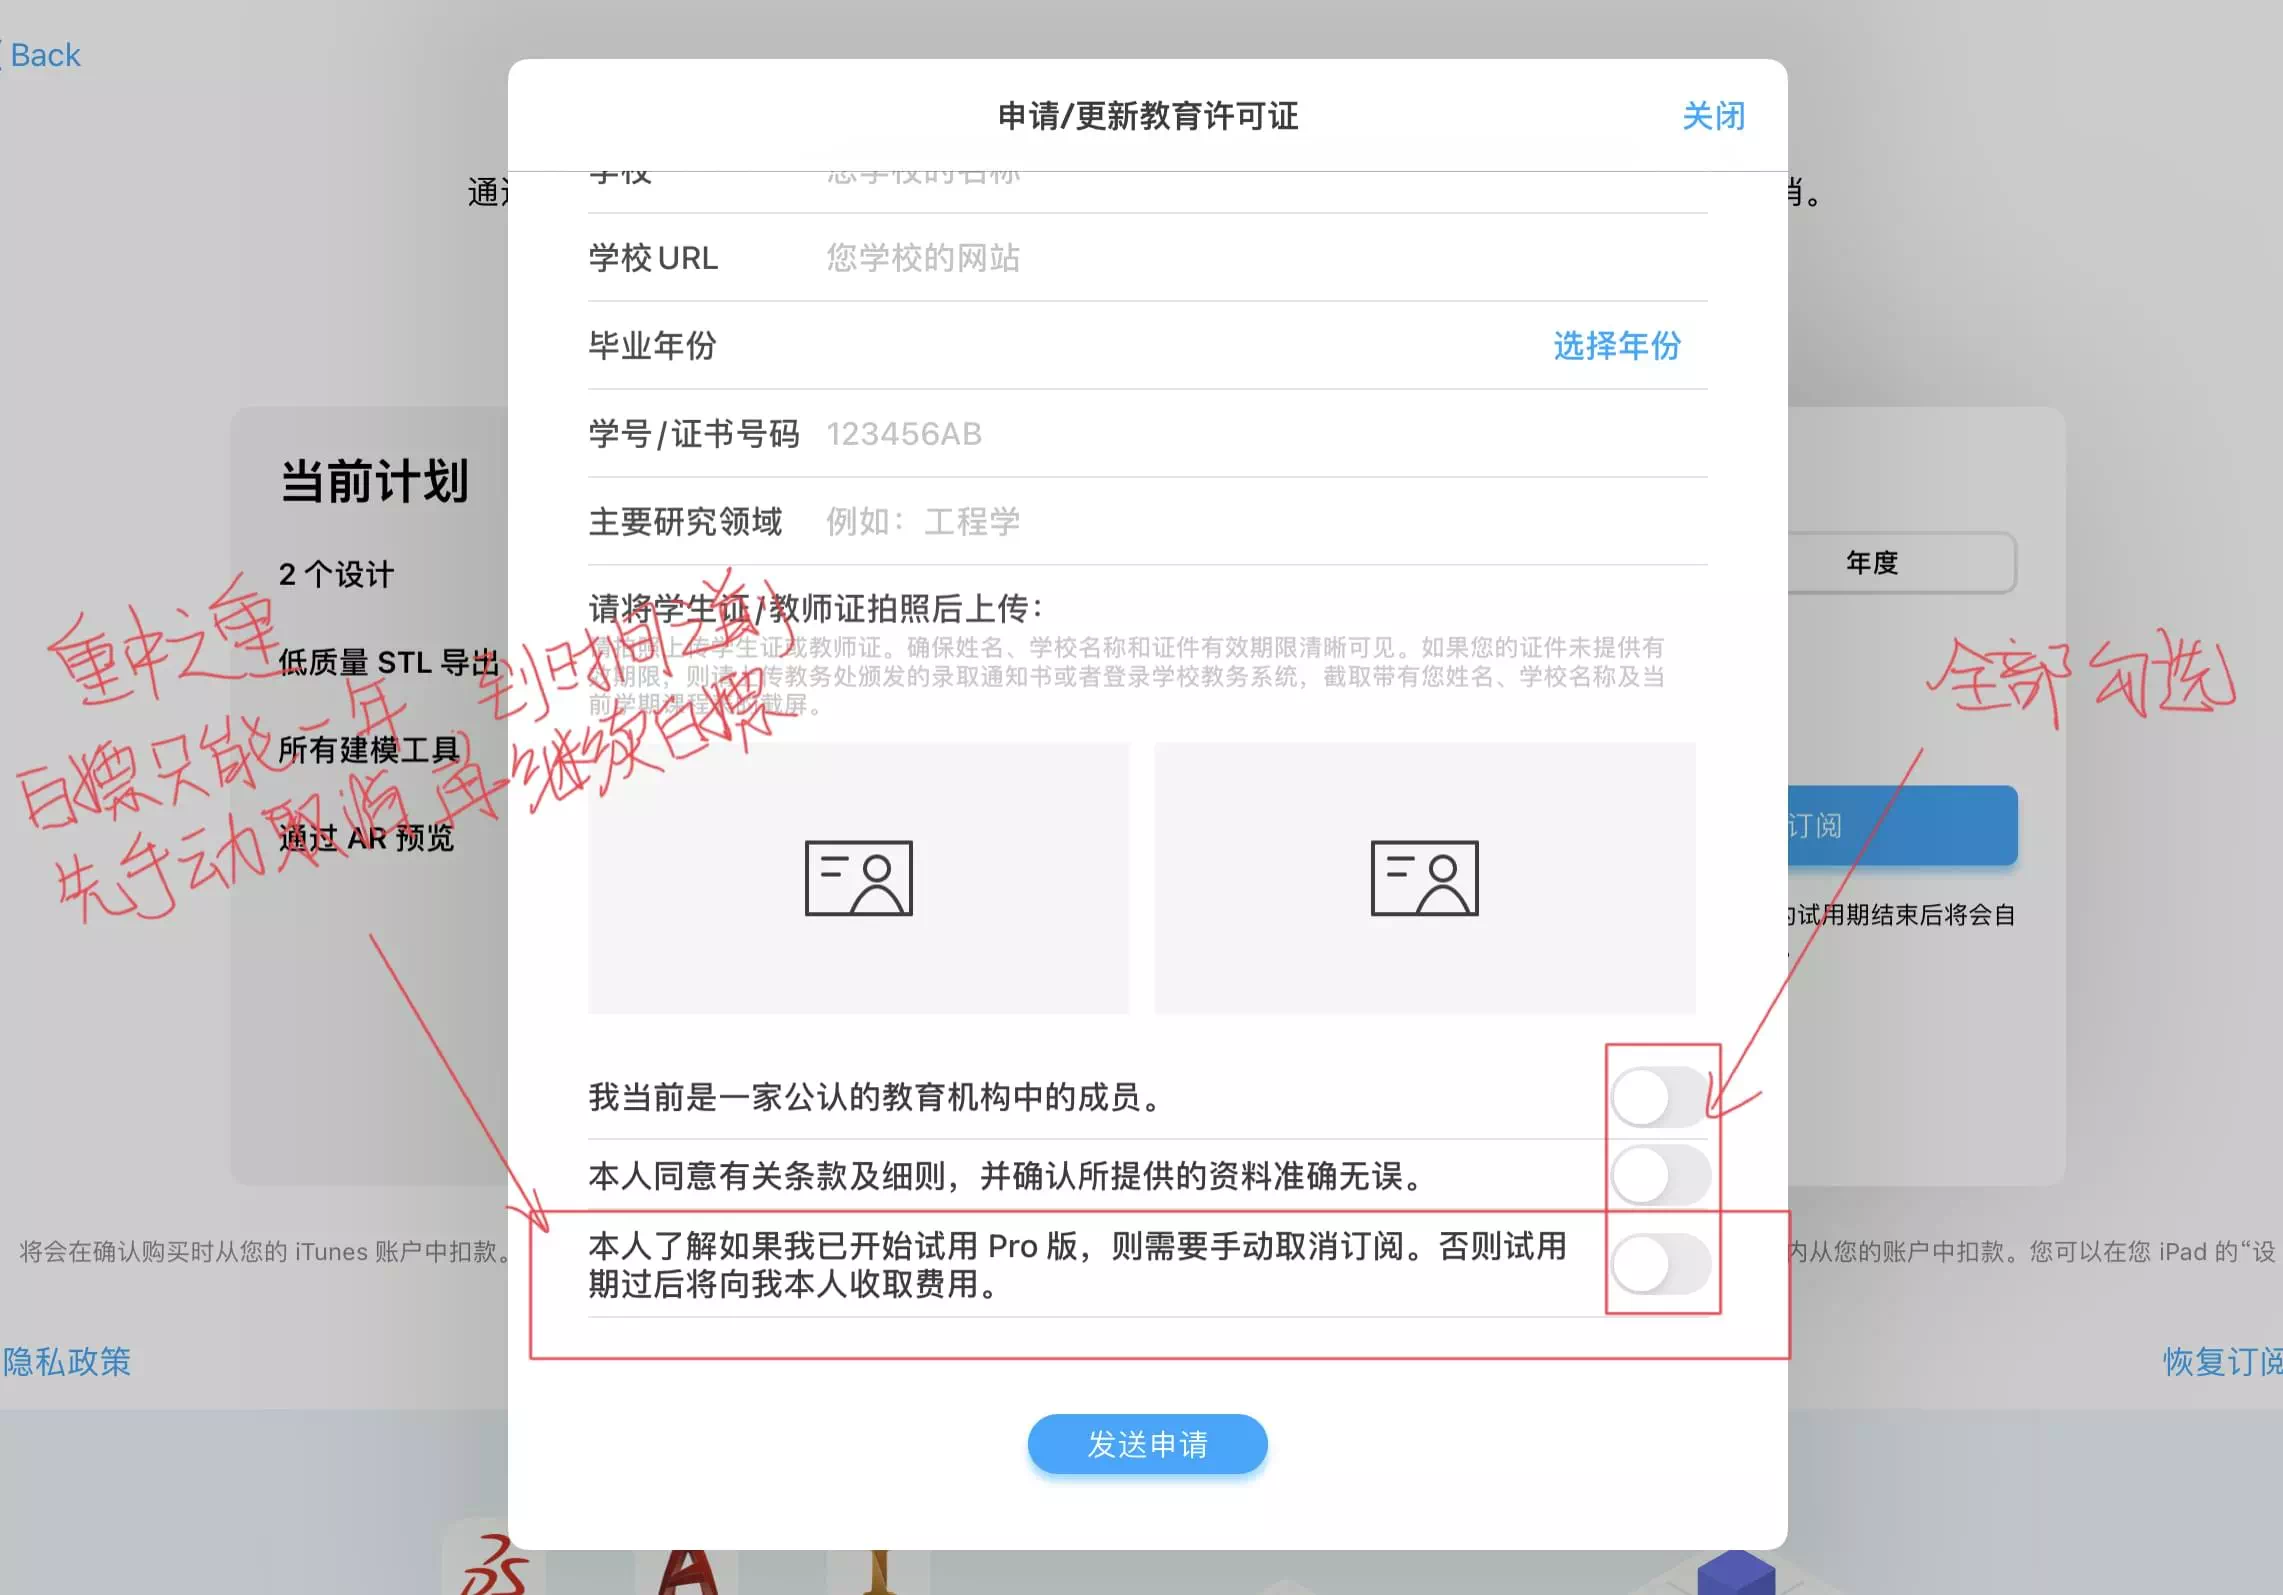 Back
申请/更新教育许可证
关闭
学校 您学校的名称
通
消。
学校 URL 您学校的网站
毕业年份 选择年份
学号/证书号码 123456AB
主要研究领域 例如：工程学
当前计划
2 个设计
低质量 STL 导出
所有建模工具
通过 AR 预览
年度
订阅
的试用期结束后将会自
请将学生证/教师证拍照后上传：
请拍照上传学生证或教师证。确保姓名、学校名称和证件有效期限清晰可见。如果您的证件未提供有
效期限，则请上传教务处颁发的录取通知书或者登录学校教务系统，截取带有您姓名、学校名称及当
前学期课程表的截屏。
重中之重
白嫖只能一年 到时间之前
先手动取消 再继续白嫖
全部勾选
我当前是一家公认的教育机构中的成员。
本人同意有关条款及细则，并确认所提供的资料准确无误。
本人了解如果我已开始试用 Pro 版，则需要手动取消订阅。否则试用
期过后将向我本人收取费用。
将会在确认购买时从您的 iTunes 账户中扣款。
内从您的账户中扣款。您可以在您 iPad 的“设
隐私政策
恢复订阅
发送申请